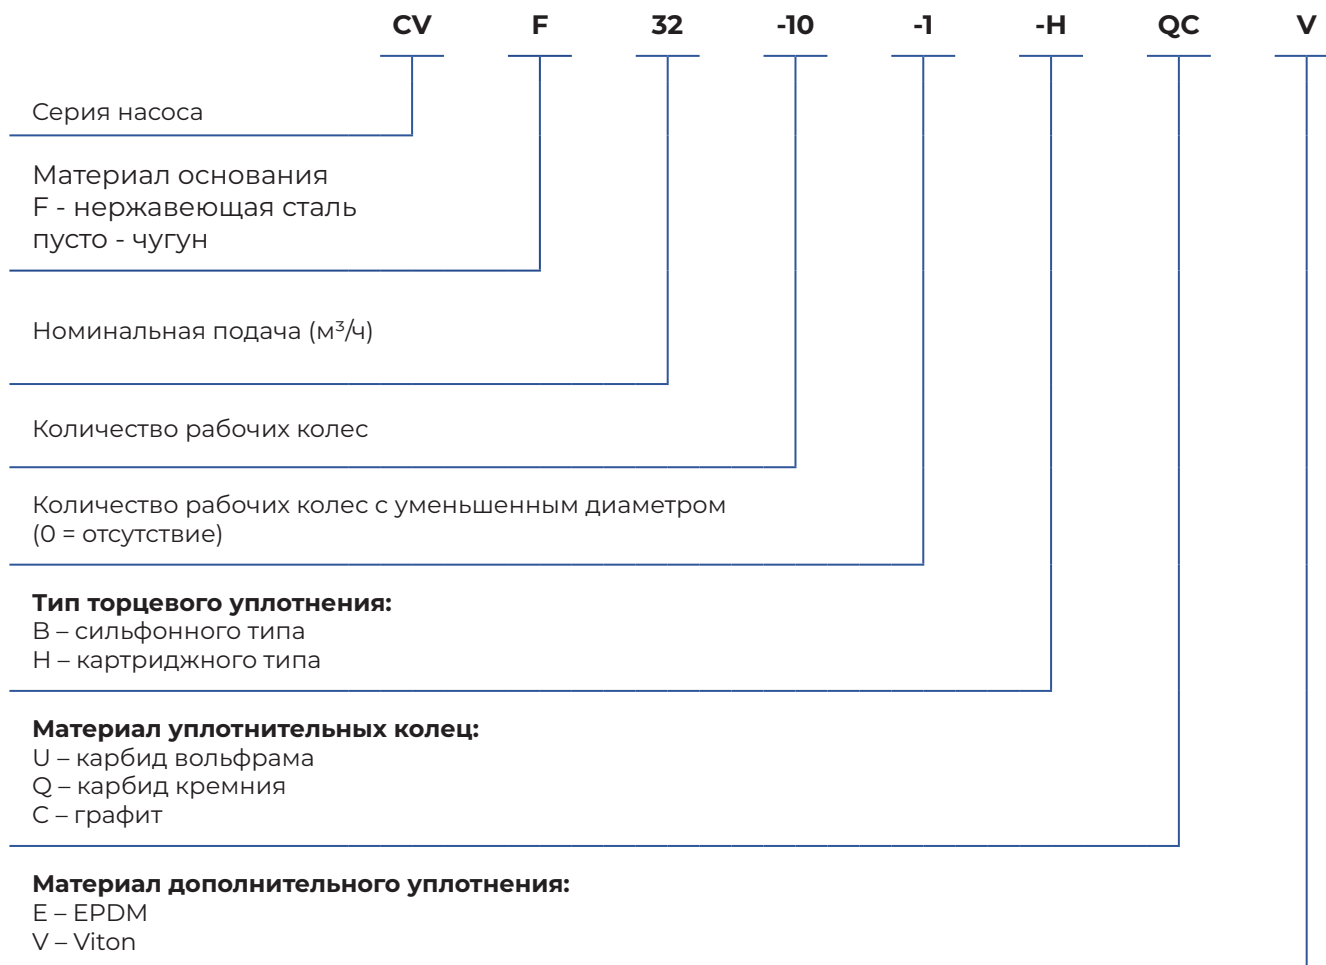 CV F 32 -10 -1 -H QC V
Серия насоса
Материал основания
F - нержавеющая сталь
пусто - чугун
Номинальная подача (м³/ч)
Количество рабочих колес
Количество рабочих колес с уменьшенным диаметром
(0 = отсутствие)
Тип торцевого уплотнения:
B – сильфонного типа
H – картриджного типа
Материал уплотнительных колец:
U – карбид вольфрама
Q – карбид кремния
C – графит
Материал дополнительного уплотнения:
E – EPDM
V – Viton